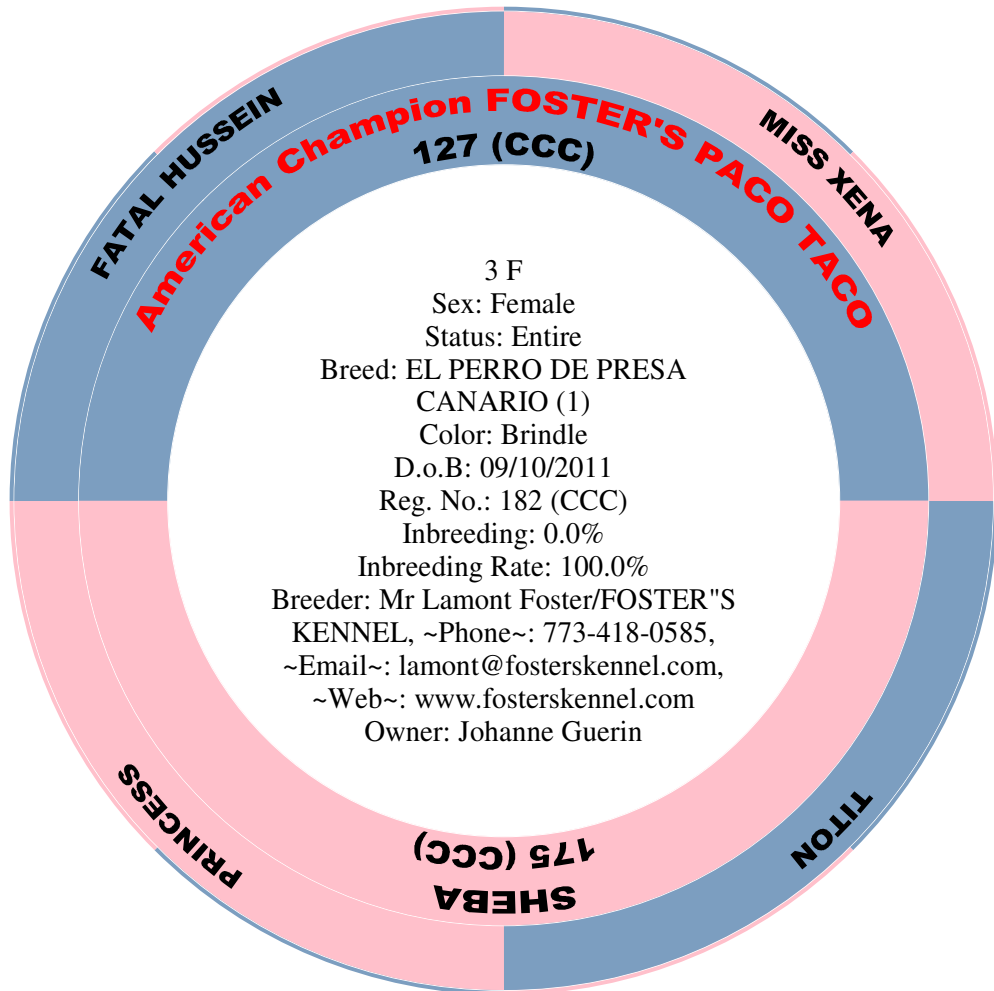 FATAL HUSSEIN
MISS XENA
American Champion FOSTER'S PACO TACO
127 (CCC)
3 F
Sex: Female
Status: Entire
Breed: EL PERRO DE PRESA
CANARIO (1)
Color: Brindle
D.o.B: 09/10/2011
Reg. No.: 182 (CCC)
Inbreeding: 0.0%
Inbreeding Rate: 100.0%
Breeder: Mr Lamont Foster/FOSTER"S
KENNEL, ~Phone~: 773-418-0585,
~Email~: lamont@fosterskennel.com,
~Web~: www.fosterskennel.com
Owner: Johanne Guerin
SHEBA
175 (CCC)
TITON
PRINCESS